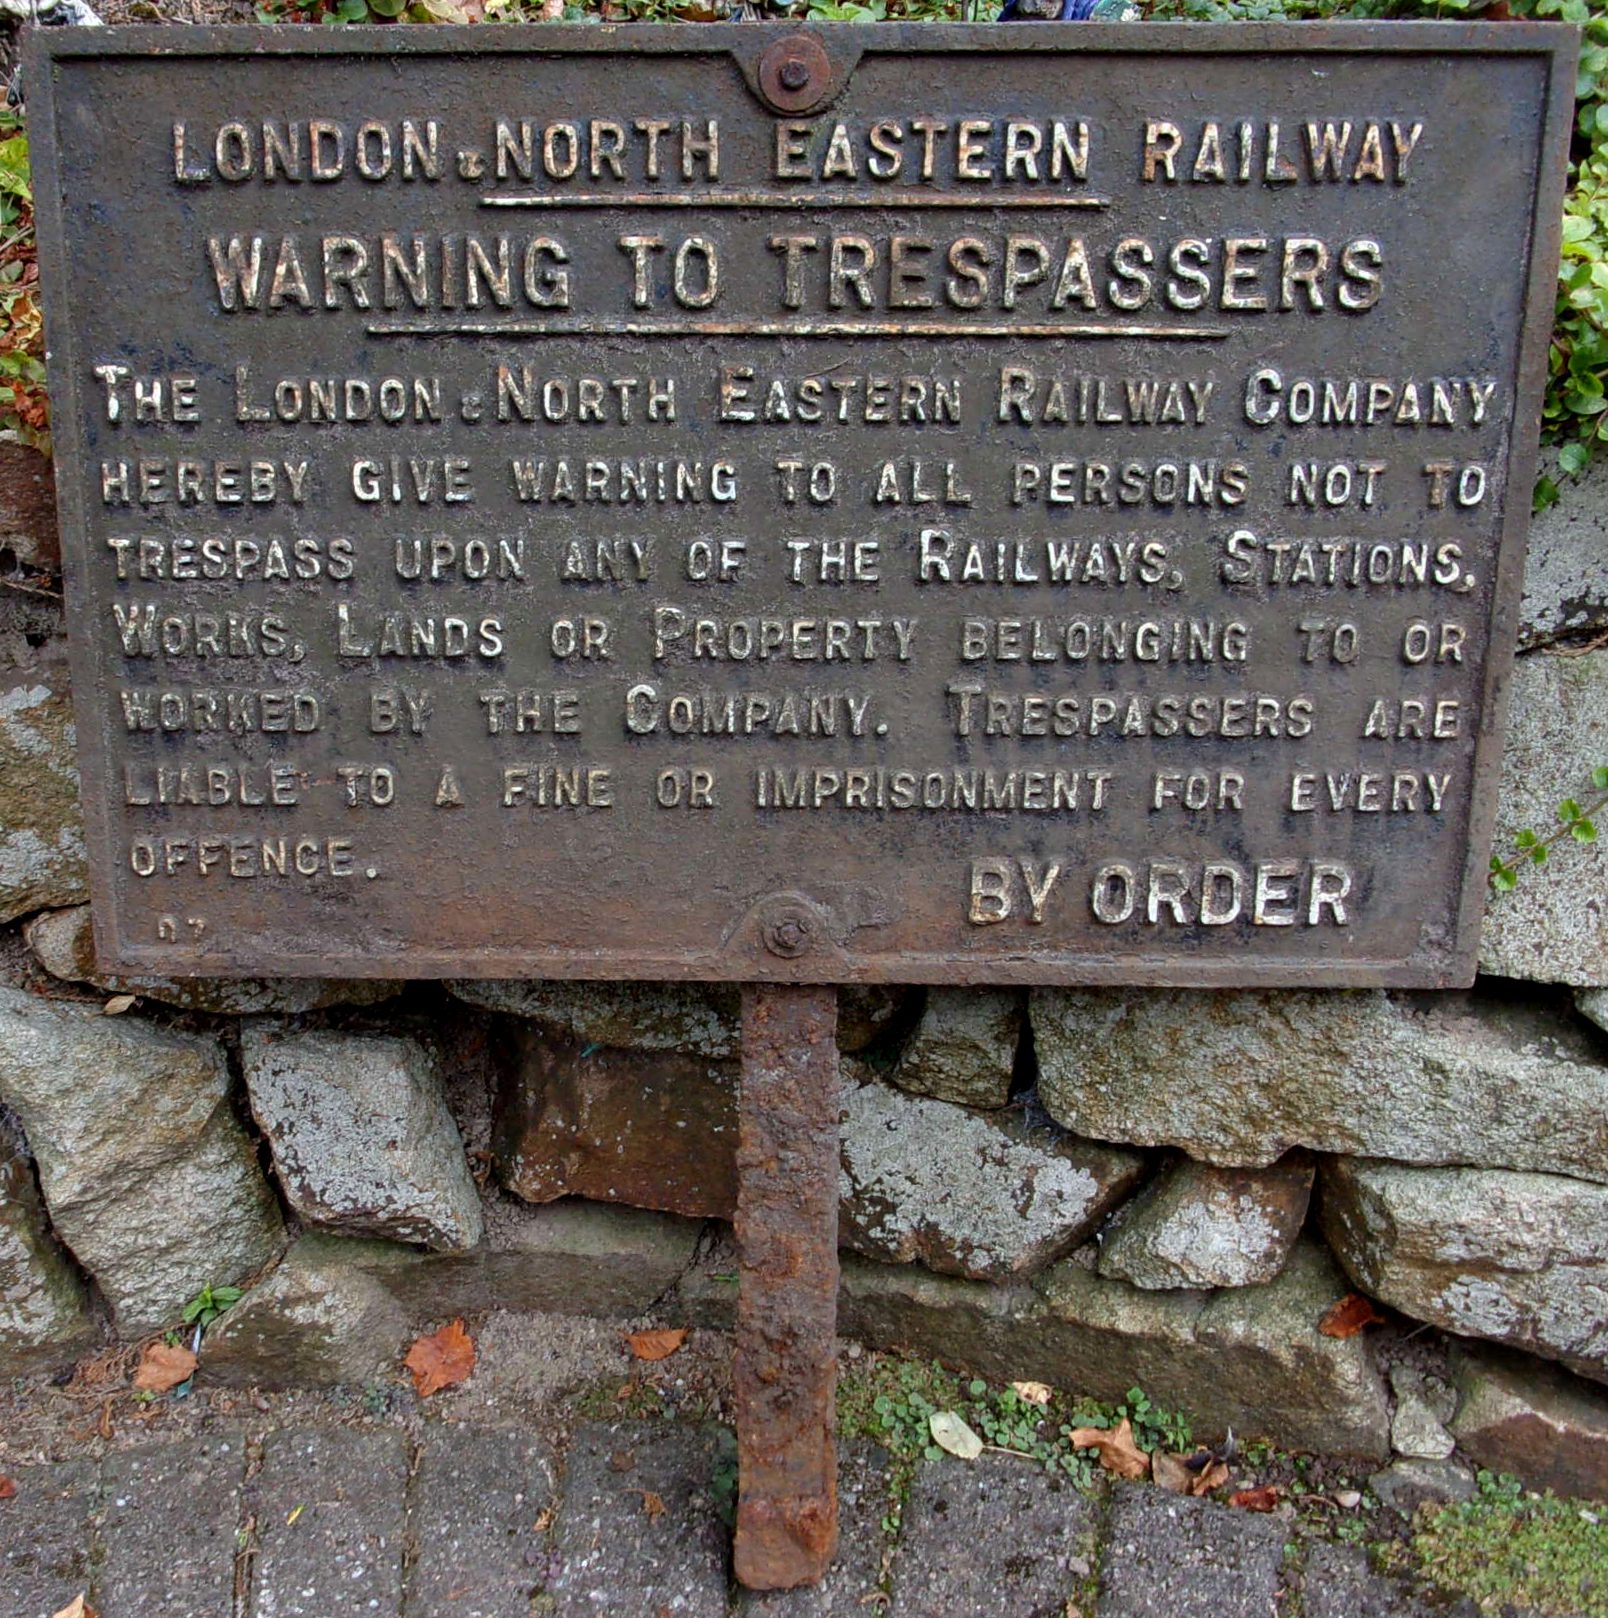 LONDON & NORTH EASTERN RAILWAY
WARNING TO TRESPASSERS
THE LONDON & NORTH EASTERN RAILWAY COMPANY
HEREBY GIVE WARNING TO ALL PERSONS NOT TO
TRESPASS UPON ANY OF THE RAILWAYS, STATIONS,
WORKS, LANDS OR PROPERTY BELONGING TO OR
WORKED BY THE COMPANY. TRESPASSERS ARE
LIABLE TO A FINE OR IMPRISONMENT FOR EVERY
OFFENCE.
BY ORDER